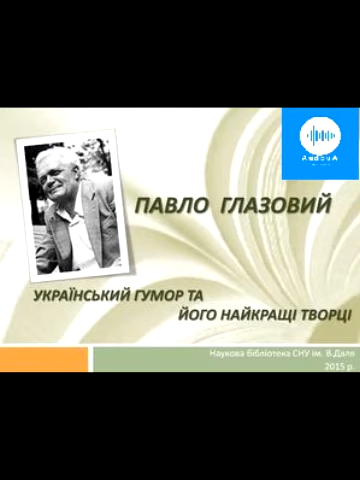 ПАВЛО ГЛАЗОВИЙ
УКРАЇНСЬКИЙ ГУМОР ТА
ЙОГО НАЙКРАЩІ ТВОРЦІ
Наукова бібліотека СНУ ім. В.Даля
2015 р.